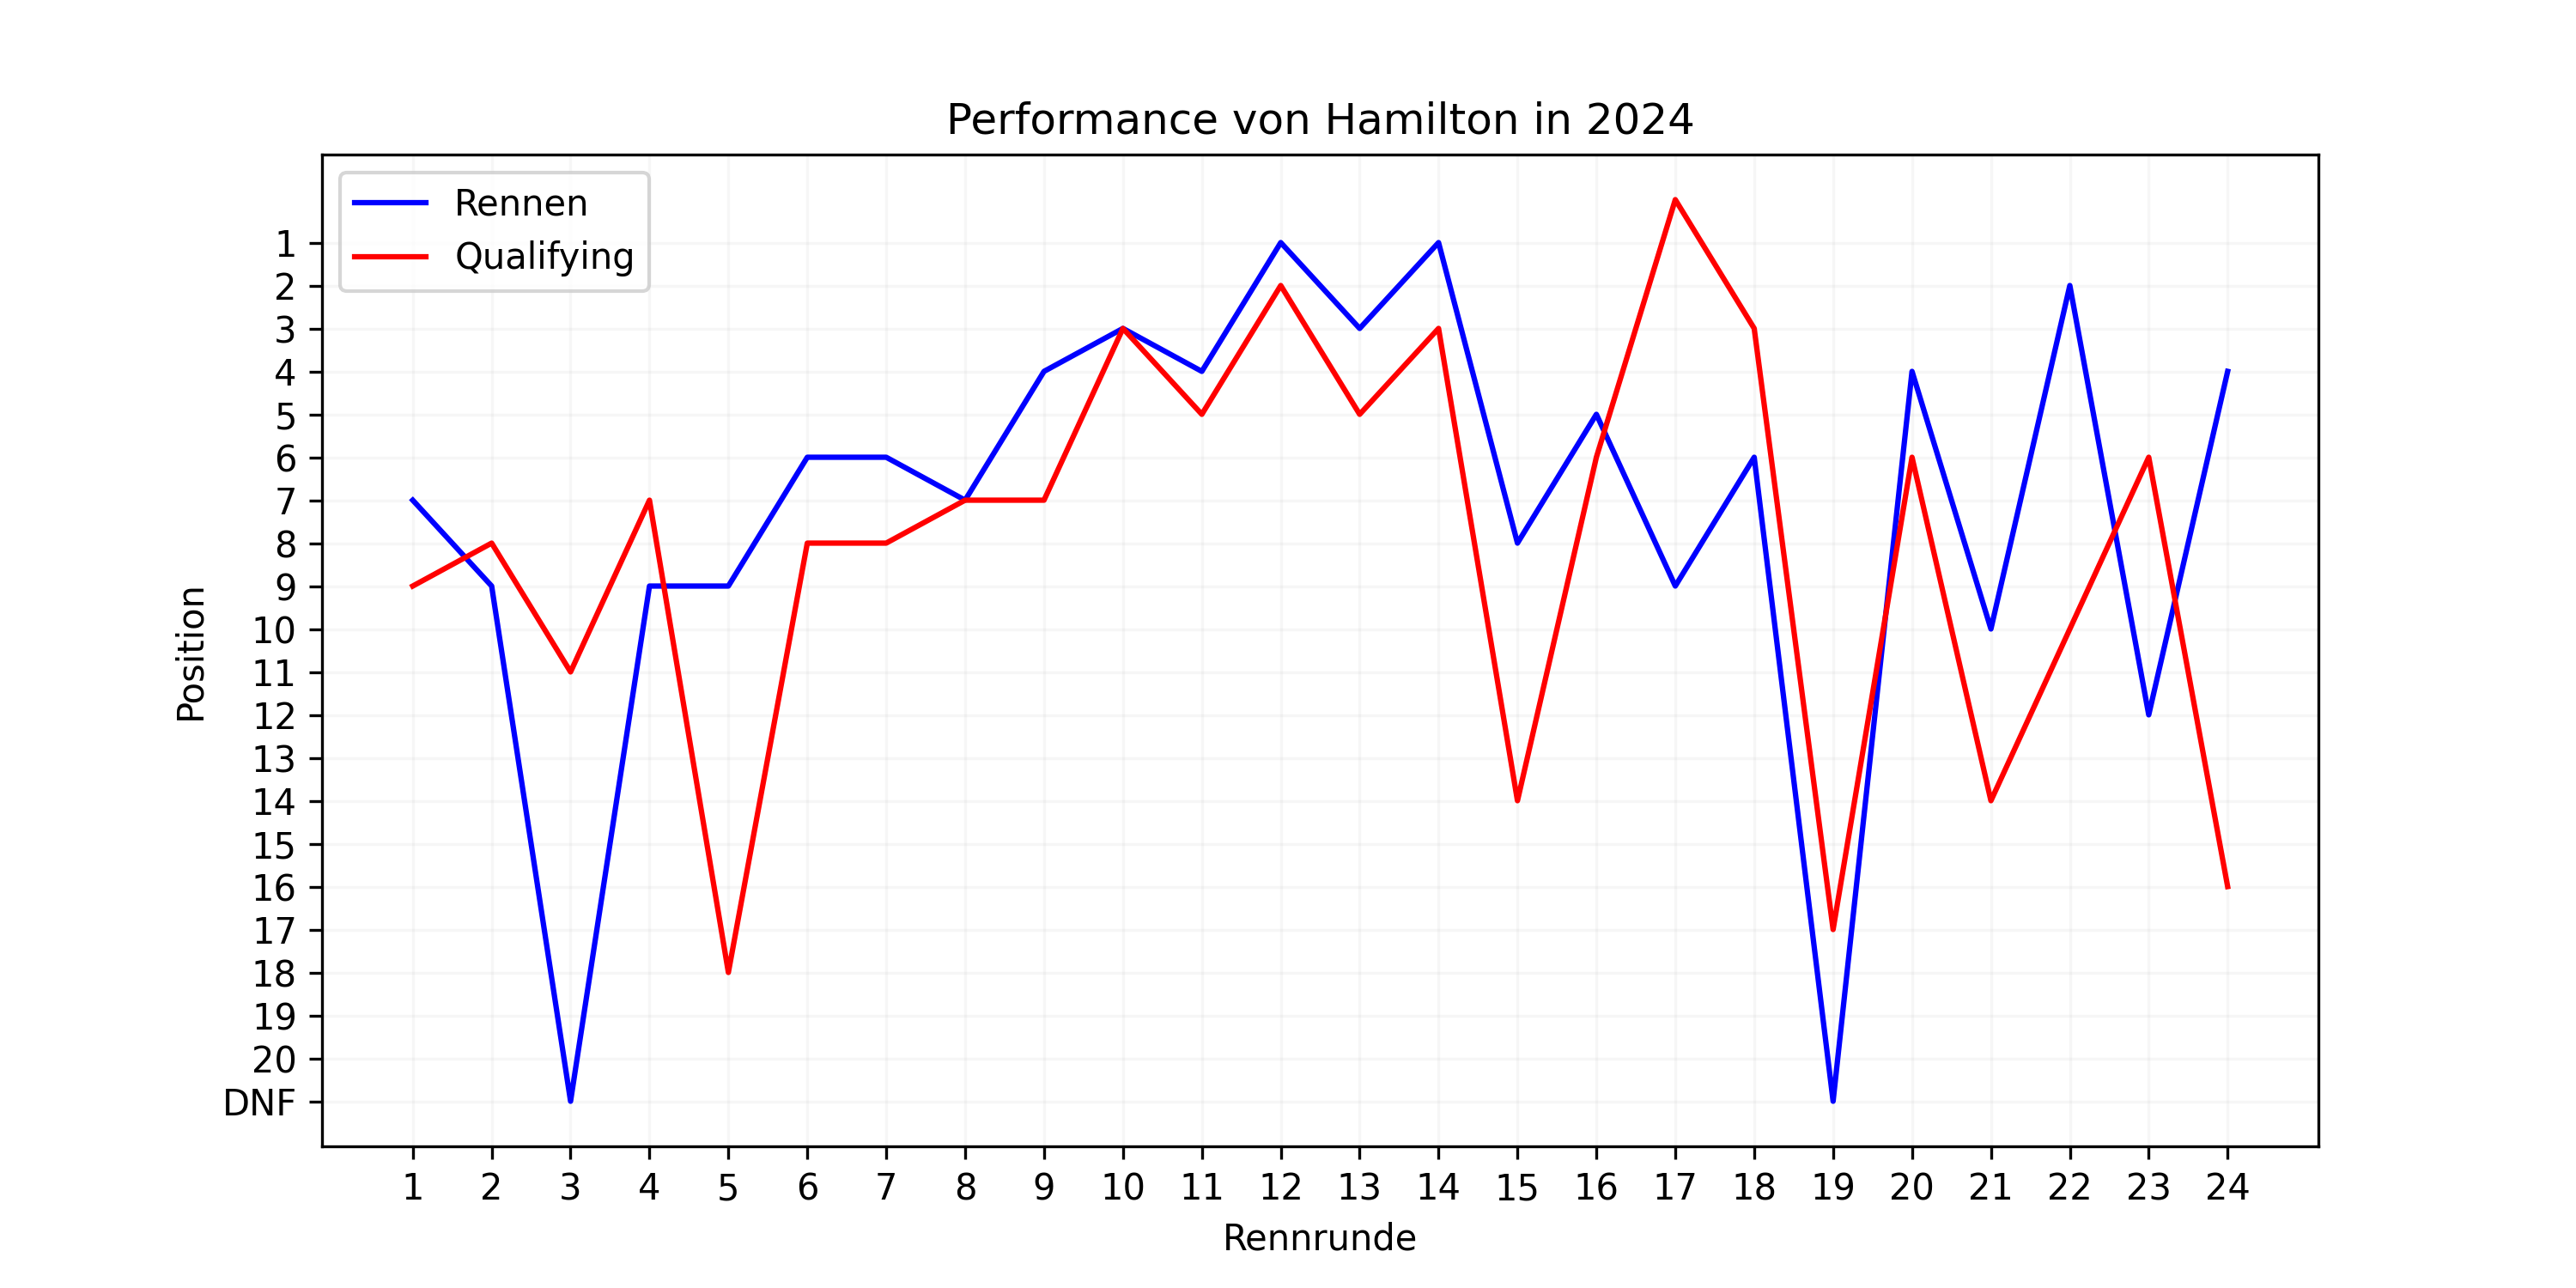 Performance von Hamilton in 2024
Rennen
Qualifying
1
2
3
4
5
6
7
8
9
10
11
12
13
14
15
16
17
18
19
20
DNF
Position
1 2 3 4 5 6 7 8 9 10 11 12 13 14 15 16 17 18 19 20 21 22 23 24
Rennrunde